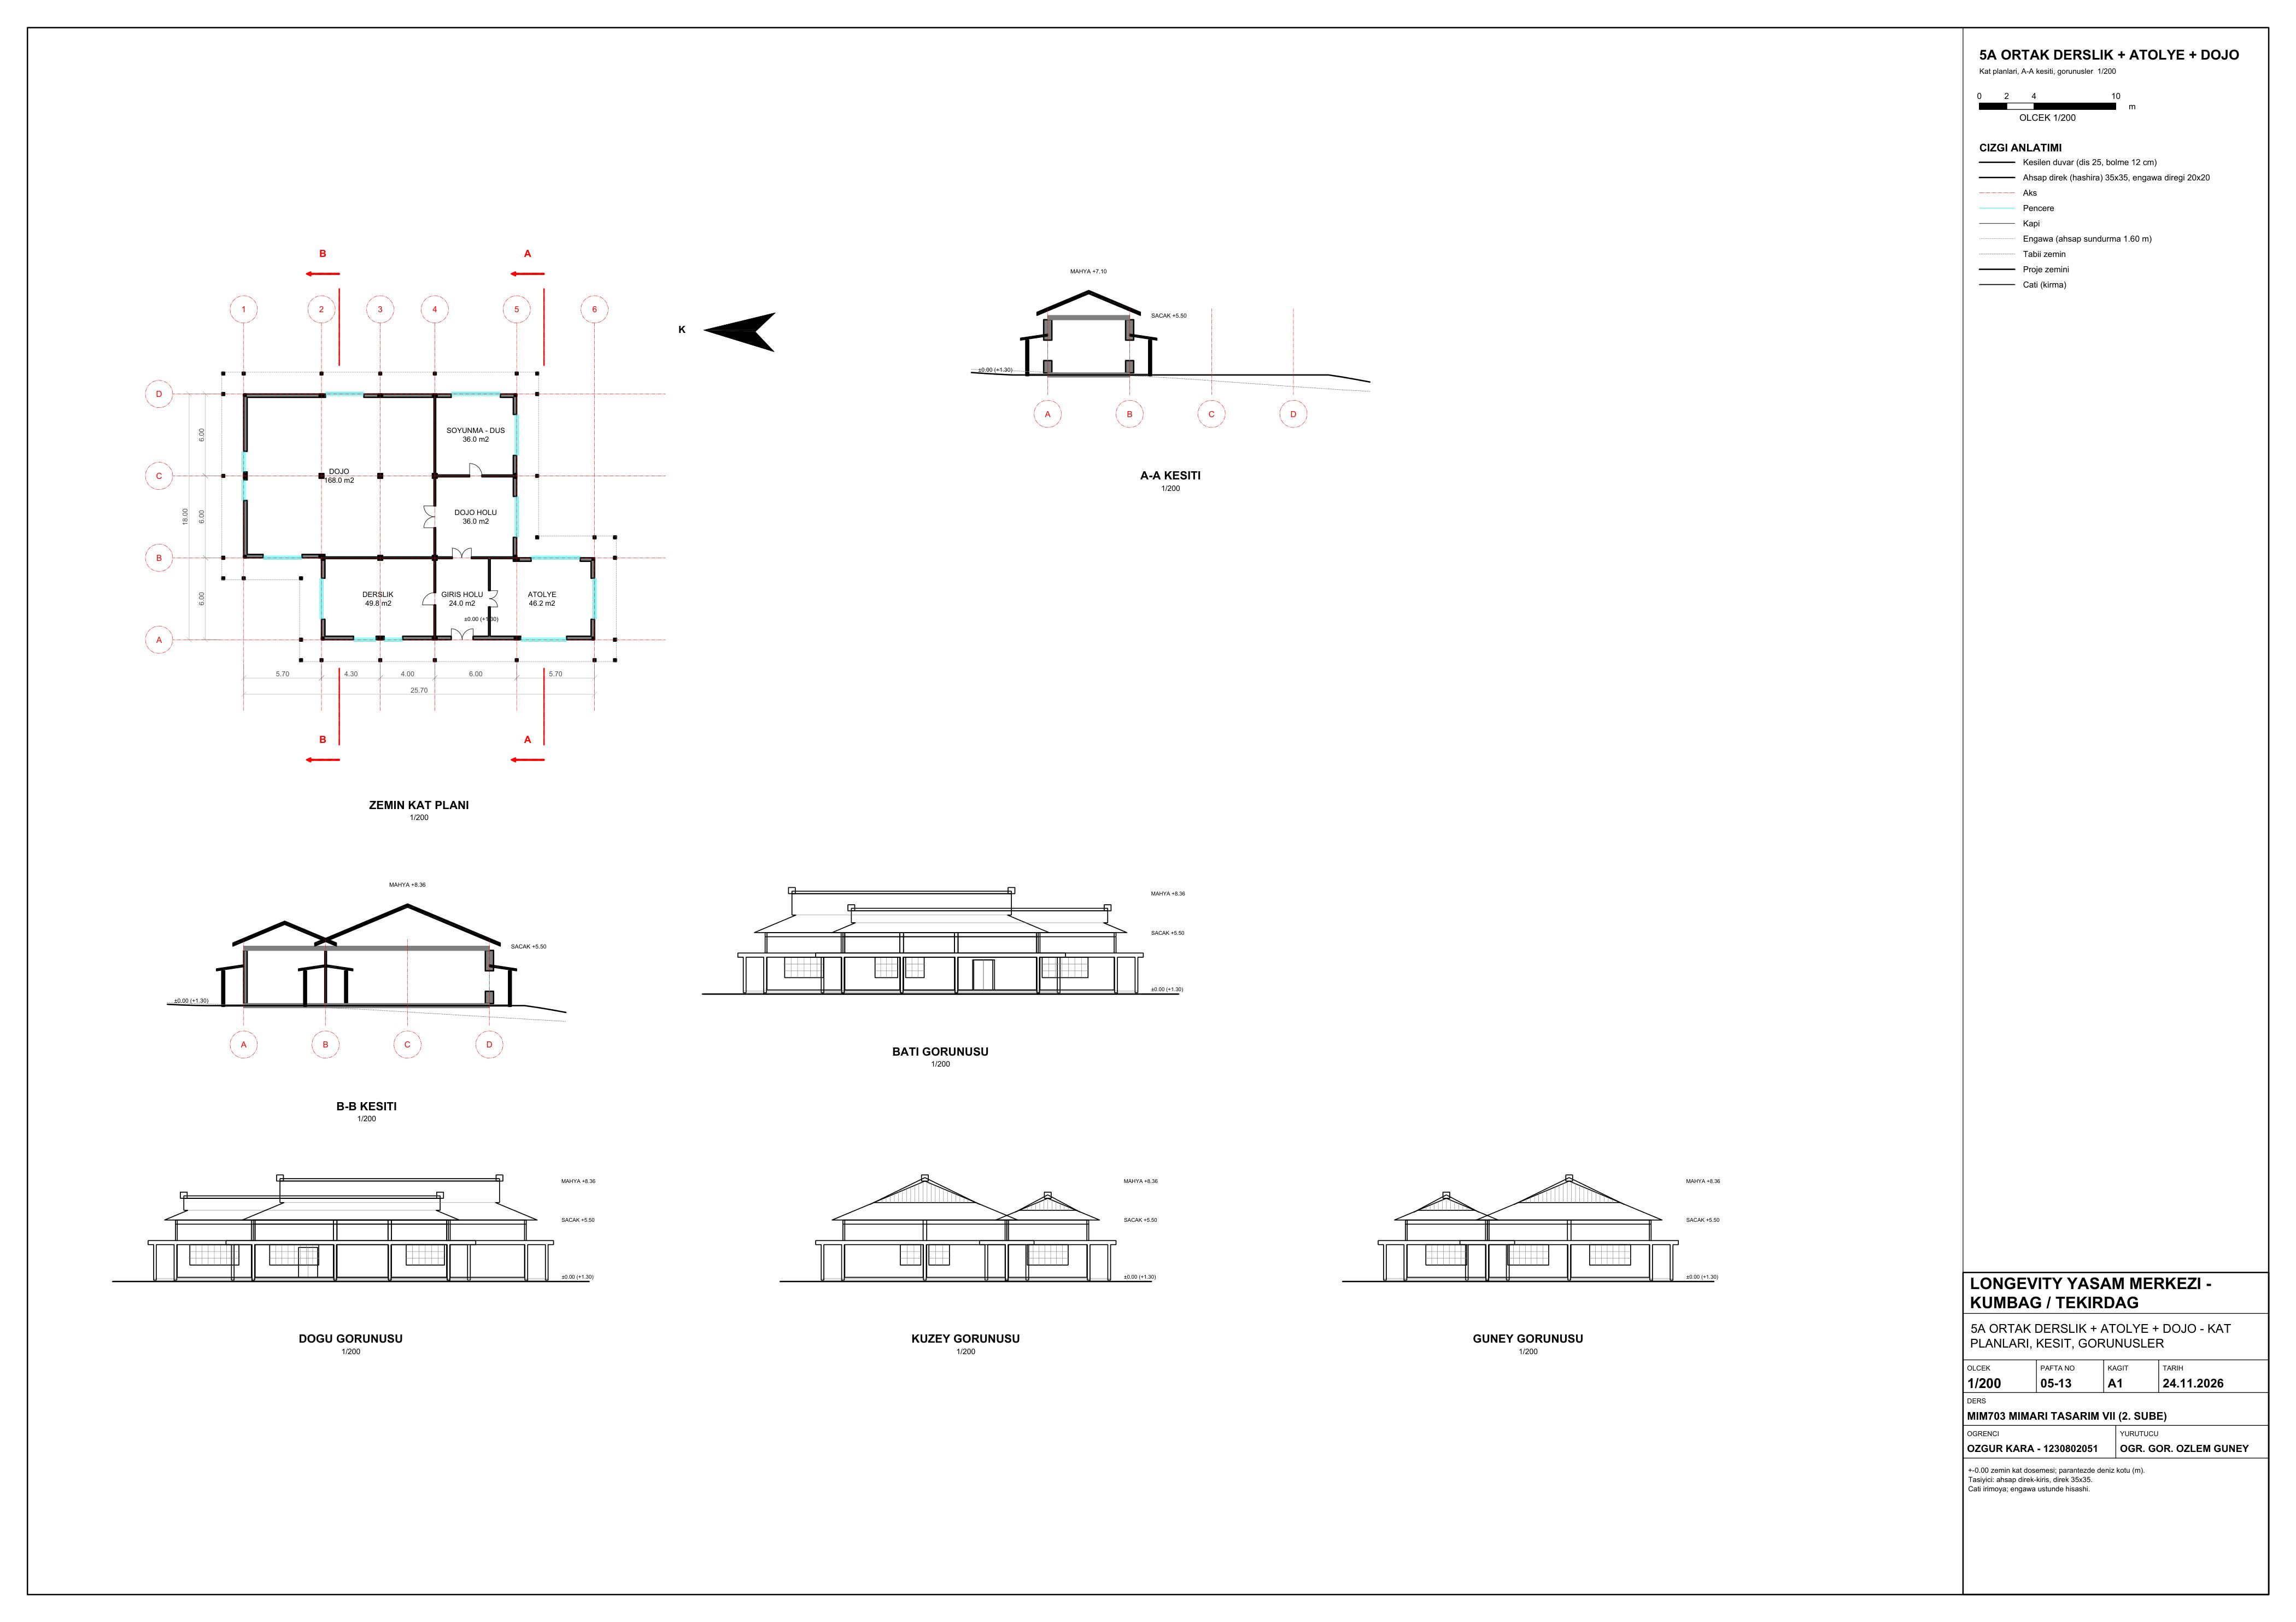 5A ORTAK DERSLIK + ATOLYE + DOJO
Kat planlari, A-A kesiti, gorunusler 1/200
0 2 4 10
m
OLCEK 1/200
CIZGI ANLATIMI
Kesilen duvar (dis 25, bolme 12 cm)
Ahsap direk (hashira) 35x35, engawa diregi 20x20
Aks
Pencere
Kapi
Engawa (ahsap sundurma 1.60 m)
Tabii zemin
Proje zemini
Cati (kirma)
B A
1 2 3 4 5 6
K
D
C
B
A
6.00
6.00
6.00
18.00
SOYUNMA - DUS
36.0 m2
DOJO
168.0 m2
DOJO HOLU
36.0 m2
DERSLIK
49.8 m2
GIRIS HOLU
24.0 m2
ATOLYE
46.2 m2
±0.00 (+1.30)
5.70 4.30 4.00 6.00 5.70
25.70
B A
ZEMIN KAT PLANI
1/200
MAHYA +7.10
SACAK +5.50
±0.00 (+1.30)
A B C D
A-A KESITI
1/200
MAHYA +8.36
SACAK +5.50
±0.00 (+1.30)
A B C D
B-B KESITI
1/200
MAHYA +8.36
SACAK +5.50
±0.00 (+1.30)
BATI GORUNUSU
1/200
MAHYA +8.36
SACAK +5.50
±0.00 (+1.30)
DOGU GORUNUSU
1/200
MAHYA +8.36
SACAK +5.50
±0.00 (+1.30)
KUZEY GORUNUSU
1/200
MAHYA +8.36
SACAK +5.50
±0.00 (+1.30)
GUNEY GORUNUSU
1/200
LONGEVITY YASAM MERKEZI -
KUMBAG / TEKIRDAG
5A ORTAK DERSLIK + ATOLYE + DOJO - KAT
PLANLARI, KESIT, GORUNUSLER
OLCEK PAFTA NO KAGIT TARIH
1/200 05-13 A1 24.11.2026
DERS
MIM703 MIMARI TASARIM VII (2. SUBE)
OGRENCI YURUTUCU
OZGUR KARA - 1230802051 OGR. GOR. OZLEM GUNEY
+-0.00 zemin kat dosemesi; parantezde deniz kotu (m).
Tasiyici: ahsap direk-kiris, direk 35x35.
Cati irimoya; engawa ustunde hisashi.